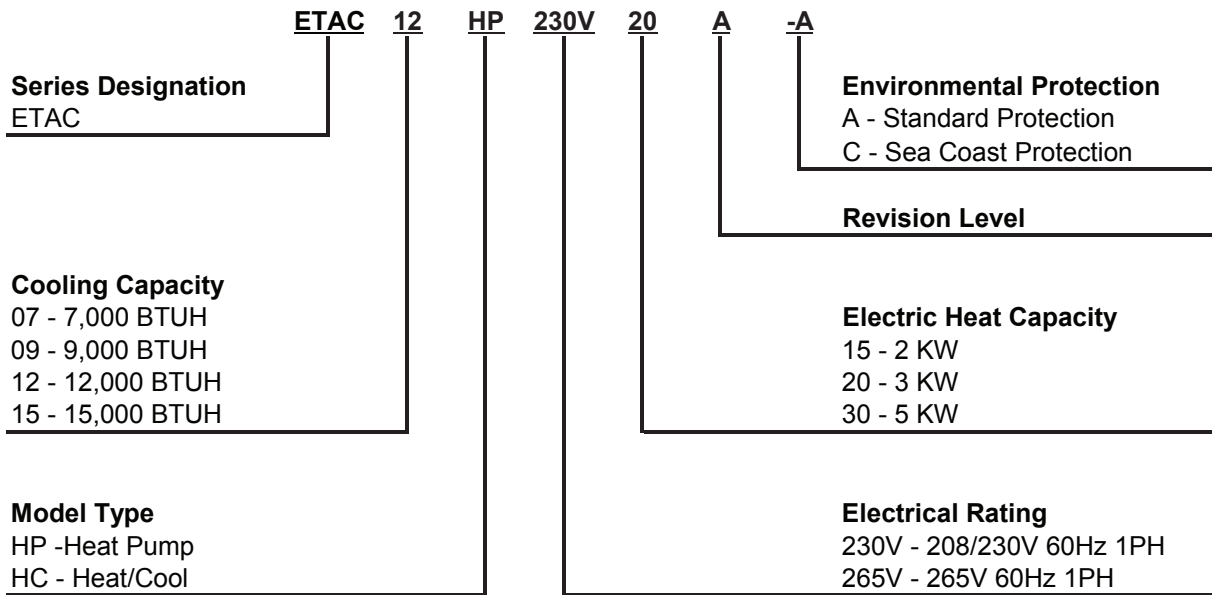 ETAC 12 HP 230V 20 A -A
Series Designation
ETAC
Environmental Protection
A - Standard Protection
C - Sea Coast Protection
Revision Level
Cooling Capacity
07 - 7,000 BTUH
09 - 9,000 BTUH
12 - 12,000 BTUH
15 - 15,000 BTUH
Electric Heat Capacity
15 - 2 KW
20 - 3 KW
30 - 5 KW
Model Type
HP -Heat Pump
HC - Heat/Cool
Electrical Rating
230V - 208/230V 60Hz 1PH
265V - 265V 60Hz 1PH